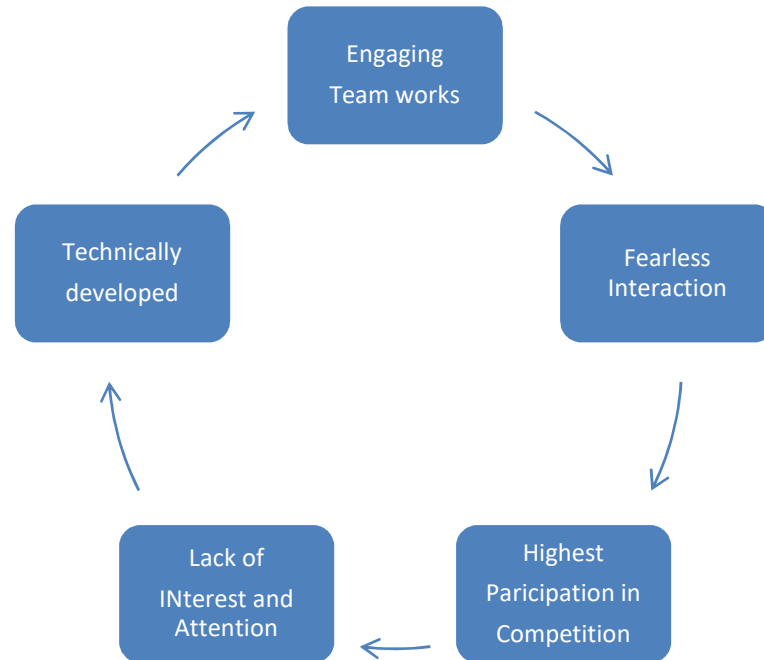 Engaging
Team works
Fearless
Interaction
Highest
Paricipation in
Competition
Lack of
INterest and
Attention
Technically
developed